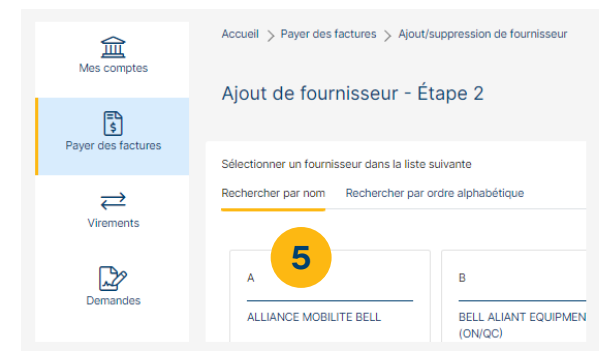 Mes comptes
Payer des factures
Virements
Demandes
Accueil > Payer des factures > Ajout/suppression de fournisseur
Ajout de fournisseur - Étape 2
Sélectionner un fournisseur dans la liste suivante
Rechercher par nom Rechercher par ordre alphabétique
5
A
ALLIANCE MOBILITE BELL
B
BELL ALIANT EQUIPMEN
(ON/QC)